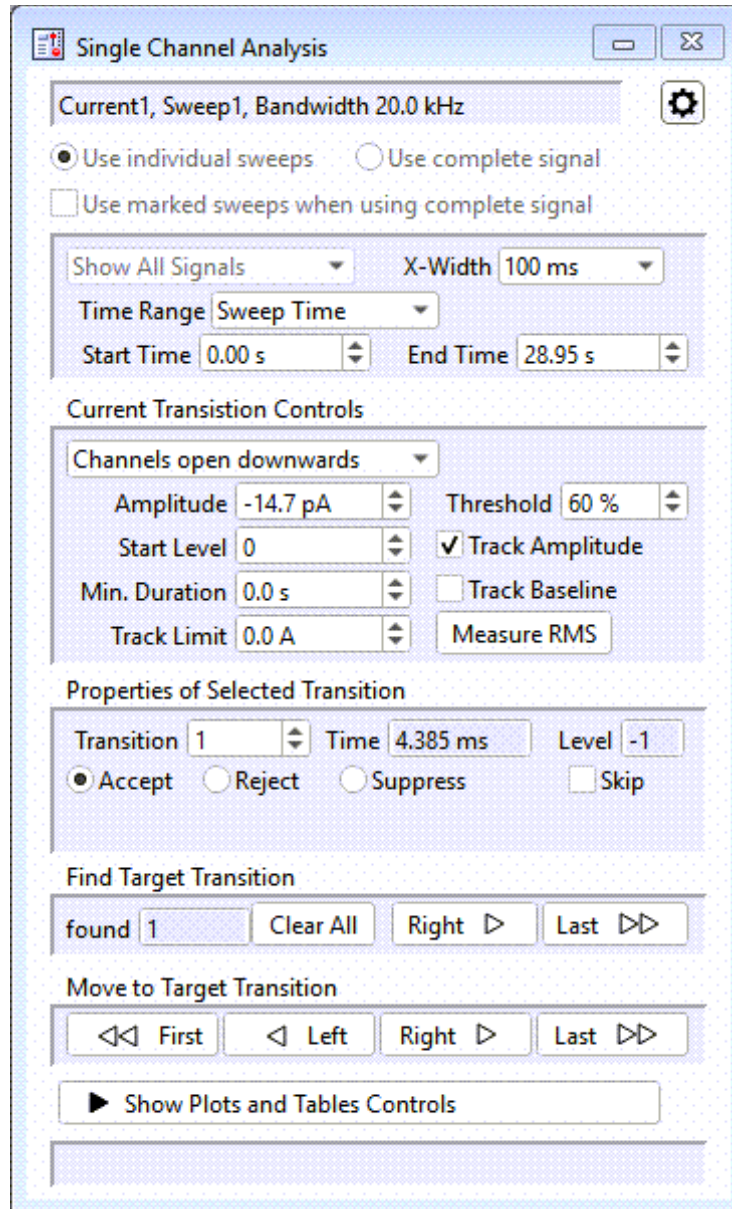 Single Channel Analysis
Current1, Sweep1, Bandwidth 20.0 kHz
Use individual sweeps Use complete signal
Use marked sweeps when using complete signal
Show All Signals X-Width 100 ms
Time Range Sweep Time
Start Time 0.00 s End Time 28.95 s
Current Transistion Controls
Channels open downwards
Amplitude -14.7 pA Threshold 60 %
Start Level 0 Track Amplitude
Min. Duration 0.0 s Track Baseline
Track Limit 0.0 A Measure RMS
Properties of Selected Transition
Transition 1 Time 4.385 ms Level -1
Accept Reject Suppress Skip
Find Target Transition
found 1 Clear All Right Last
Move to Target Transition
First Left Right Last
Show Plots and Tables Controls